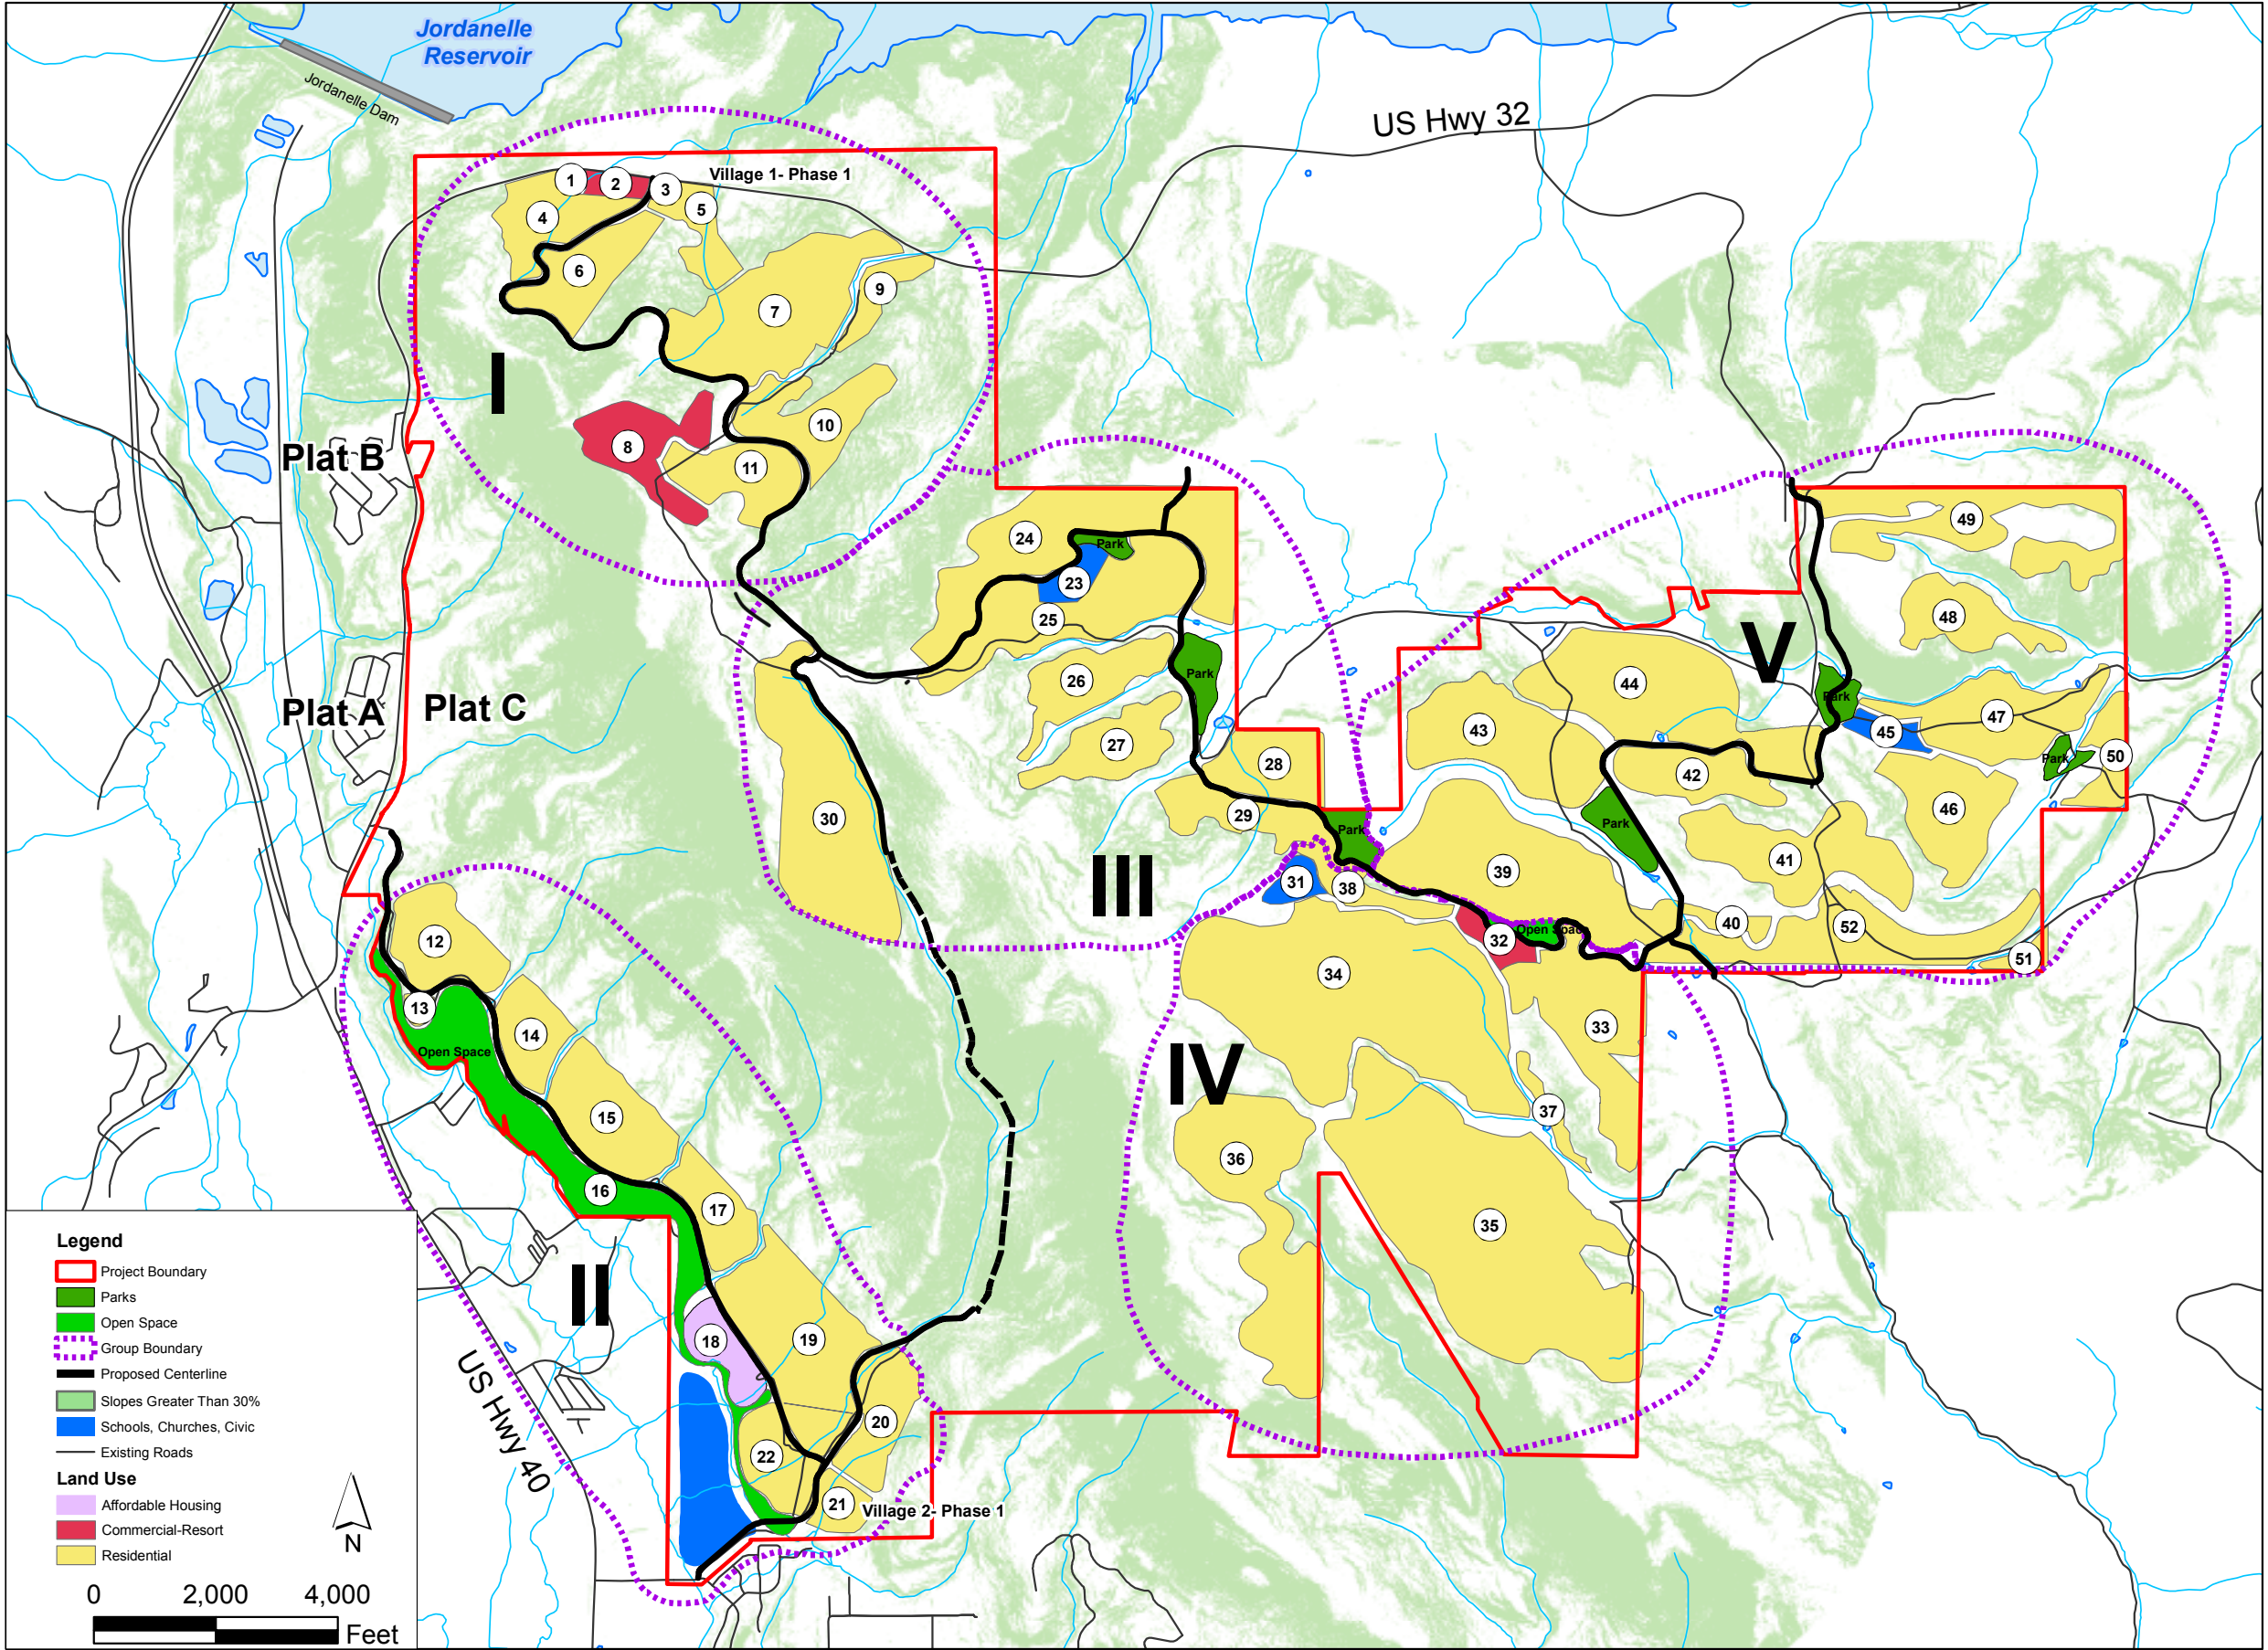 Jordanelle
Reservoir
Jordanelle Dam
US Hwy 32
Village 1- Phase 1
1
2
3
4
5
6
7
9
I
8
10
11
Plat B
24
Park
23
25
49
48
V
Plat A
Plat C
26
Park
27
44
43
Park
45
47
Park
50
28
42
30
29
Park
Park
46
III
31
38
39
41
12
32
Open Spac
40
52
51
13
14
34
33
Open Space
IV
37
15
36
16
17
35
II
18
19
US Hwy 40
20
22
21
Village 2- Phase 1
Legend
Project Boundary
Parks
Open Space
Group Boundary
Proposed Centerline
Slopes Greater Than 30%
Schools, Churches, Civic
Existing Roads
Land Use
Affordable Housing
Commercial-Resort
Residential
N
0 2,000 4,000
Feet